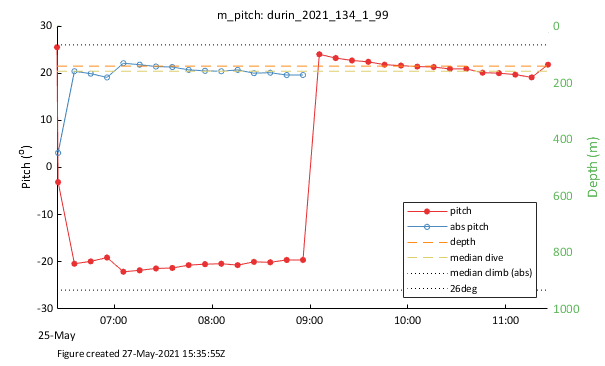 m_pitch: durin_2021_134_1_99
30
20
10
0
-10
-20
-30
Pitch (°)
0
200
400
600
800
1000
Depth (m)
pitch
abs pitch
depth
median dive
median climb (abs)
26deg
07:00
08:00
09:00
10:00
11:00
25-May
Figure created 27-May-2021 15:35:55Z